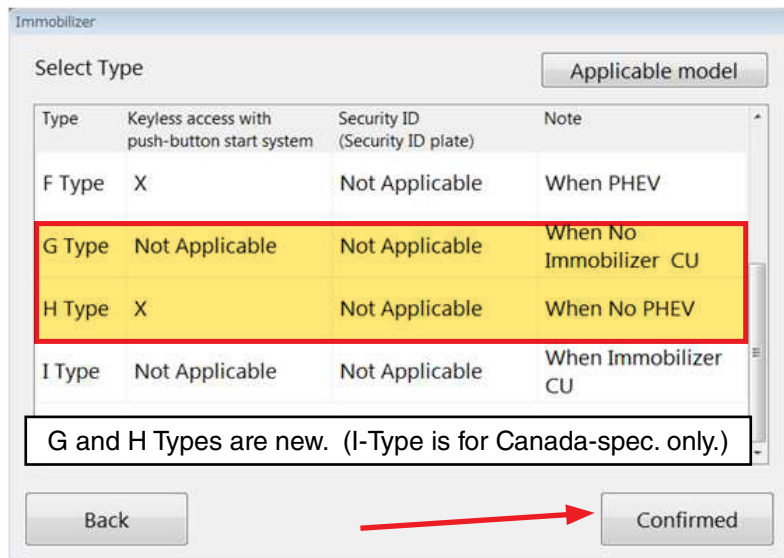 Immobilizer
Select Type
Applicable model
Type Keyless access with push-button start system Security ID (Security ID plate) Note
F Type X Not Applicable When PHEV
G Type Not Applicable Not Applicable When No Immobilizer CU
H Type X Not Applicable When No PHEV
I Type Not Applicable Not Applicable When Immobilizer CU
G and H Types are new. (I-Type is for Canada-spec. only.)
Back
Confirmed